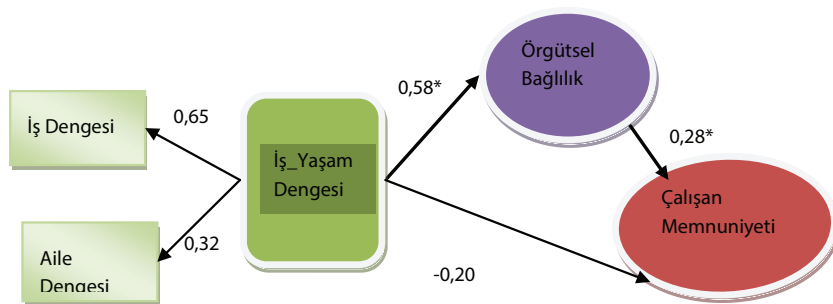 Örgütsel
Bağlılık
0,58*
0,65
İş Dengesi
0,28*
İş_Yaşam
Dengesi
Çalışan
Memnuniyeti
0,32
Aile
Dengesi
-0,20